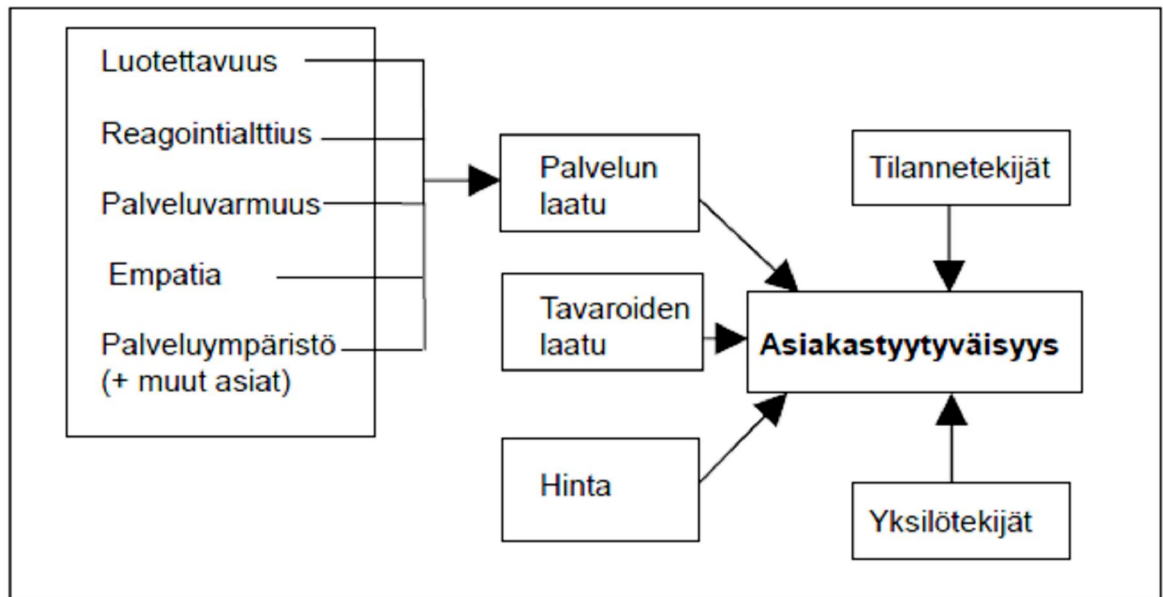 Luotettavuus
Reagointialttius
Palveluvarmuus
Empatia
Palveluympäristö
(+ muut asiat)
Palvelun
laatu
Tavaroiden
laatu
Hinta
Tilannetekijät
Asiakastyytyväisyys
Yksilötekijät